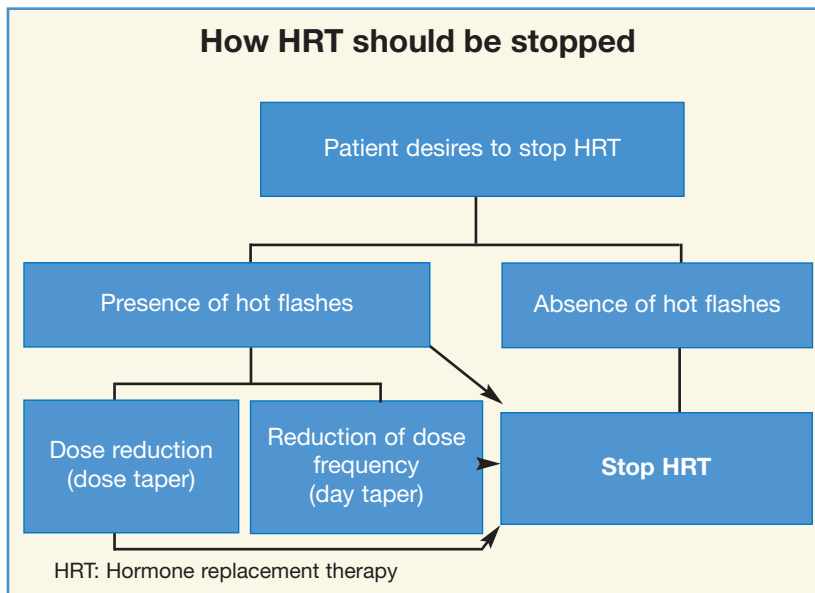 How HRT should be stopped
Patient desires to stop HRT
Presence of hot flashes
Absence of hot flashes
Dose reduction
(dose taper)
Reduction of dose
frequency
(day taper)
Stop HRT
HRT: Hormone replacement therapy